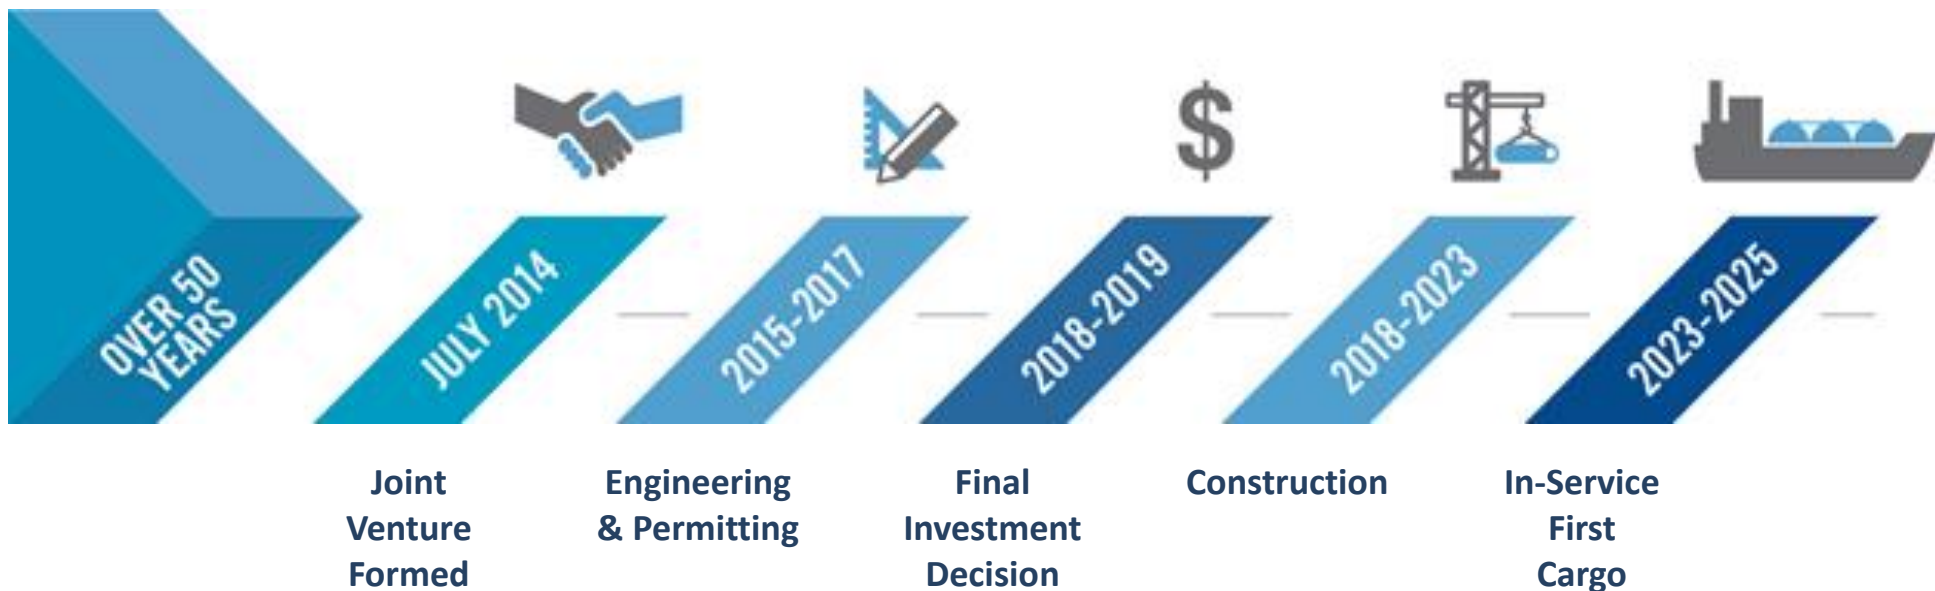 OVER 50
YEARS
JULY 2014
2015-2017
2018-2019
2018-2023
2023-2025
Joint
Venture
Formed
Engineering
& Permitting
Final
Investment
Decision
Construction
In-Service
First
Cargo